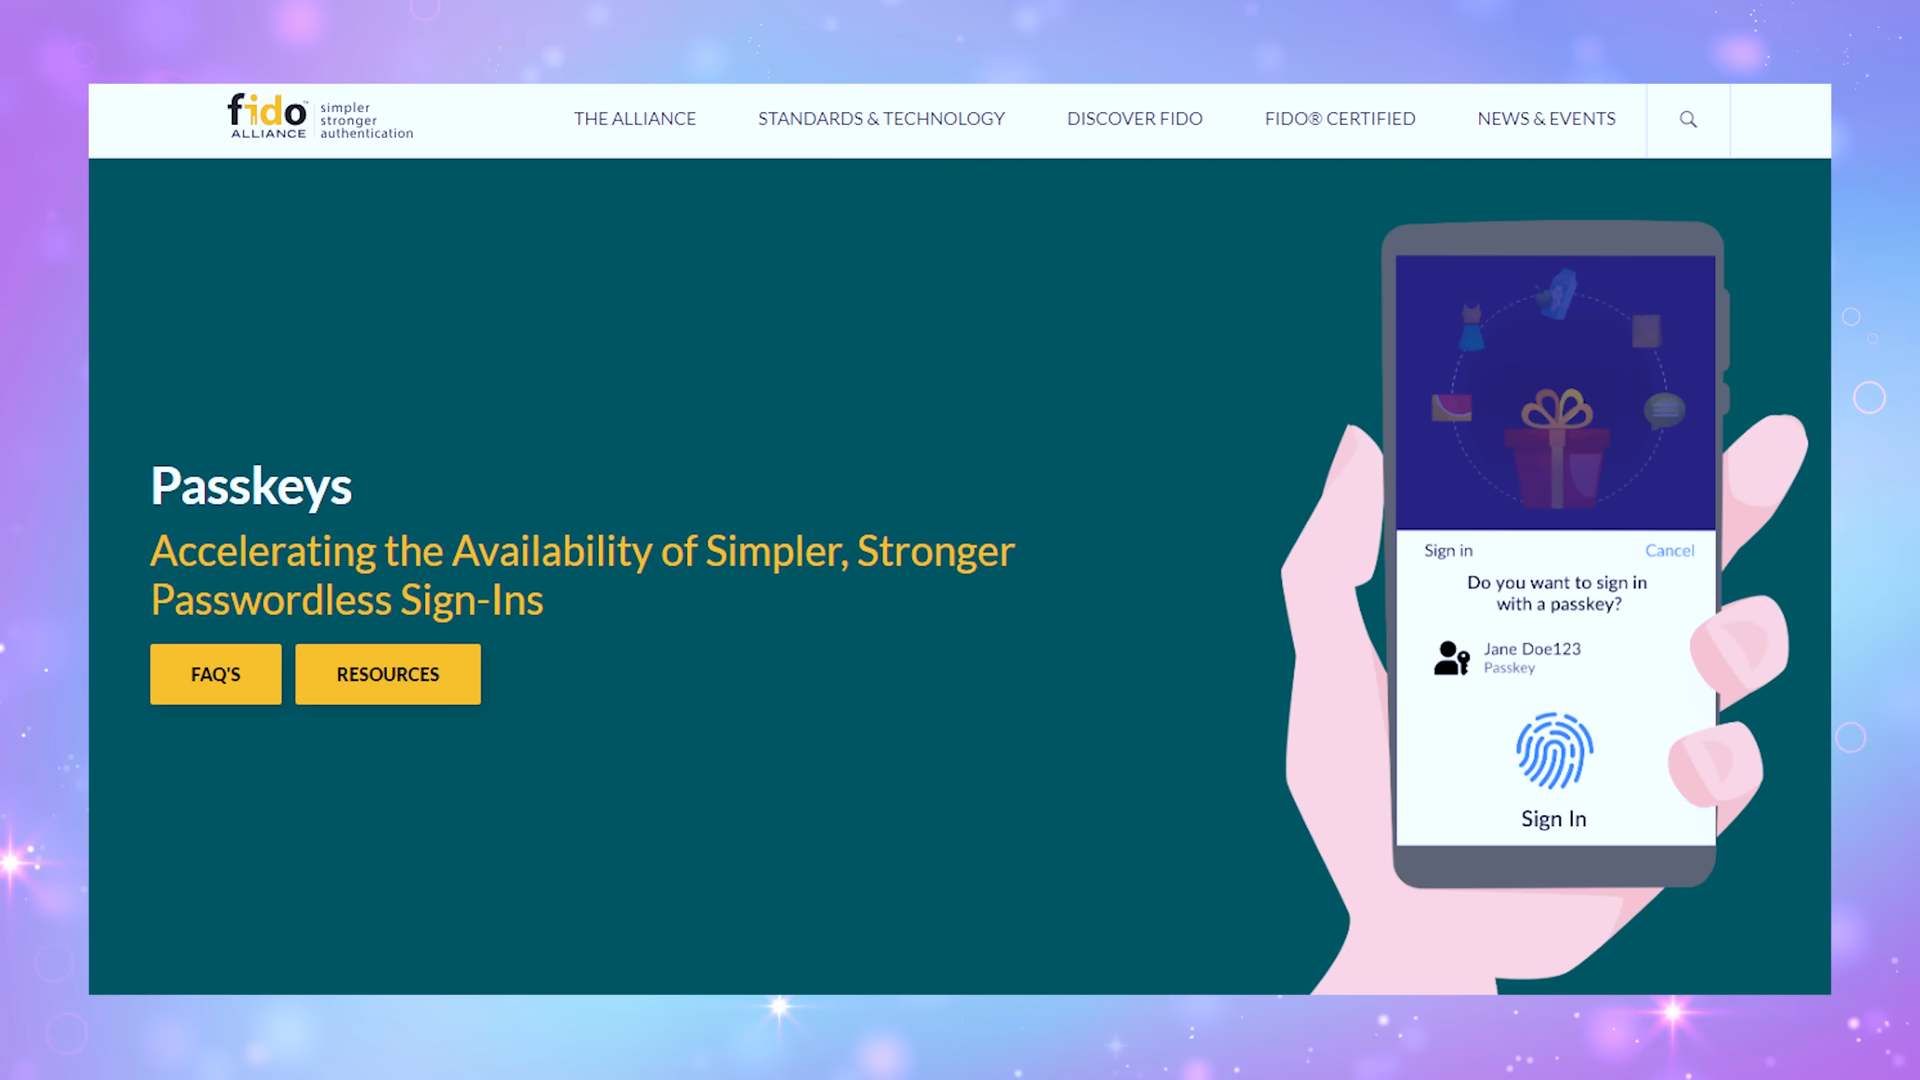 fido™
ALLIANCE
simpler
stronger
authentication
THE ALLIANCE
STANDARDS & TECHNOLOGY
DISCOVER FIDO
FIDO® CERTIFIED
NEWS & EVENTS
Passkeys
Accelerating the Availability of Simpler, Stronger
Passwordless Sign-Ins
FAQ'S
RESOURCES
Sign in
Cancel
Do you want to sign in
with a passkey?
Jane Doe123
Passkey
Sign In